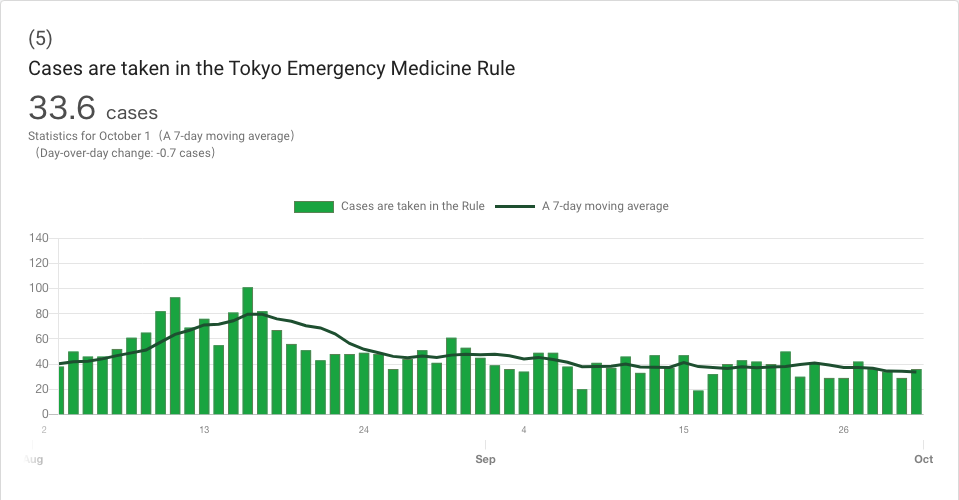 (5)
Cases are taken in the Tokyo Emergency Medicine Rule
33.6 cases
Statistics for October 1（A 7-day moving average）
（Day-over-day change: -0.7 cases）
Cases are taken in the Rule A 7-day moving average
140
120
100
80
60
40
20
0
2 13 24 4 15 26
Sep Oct